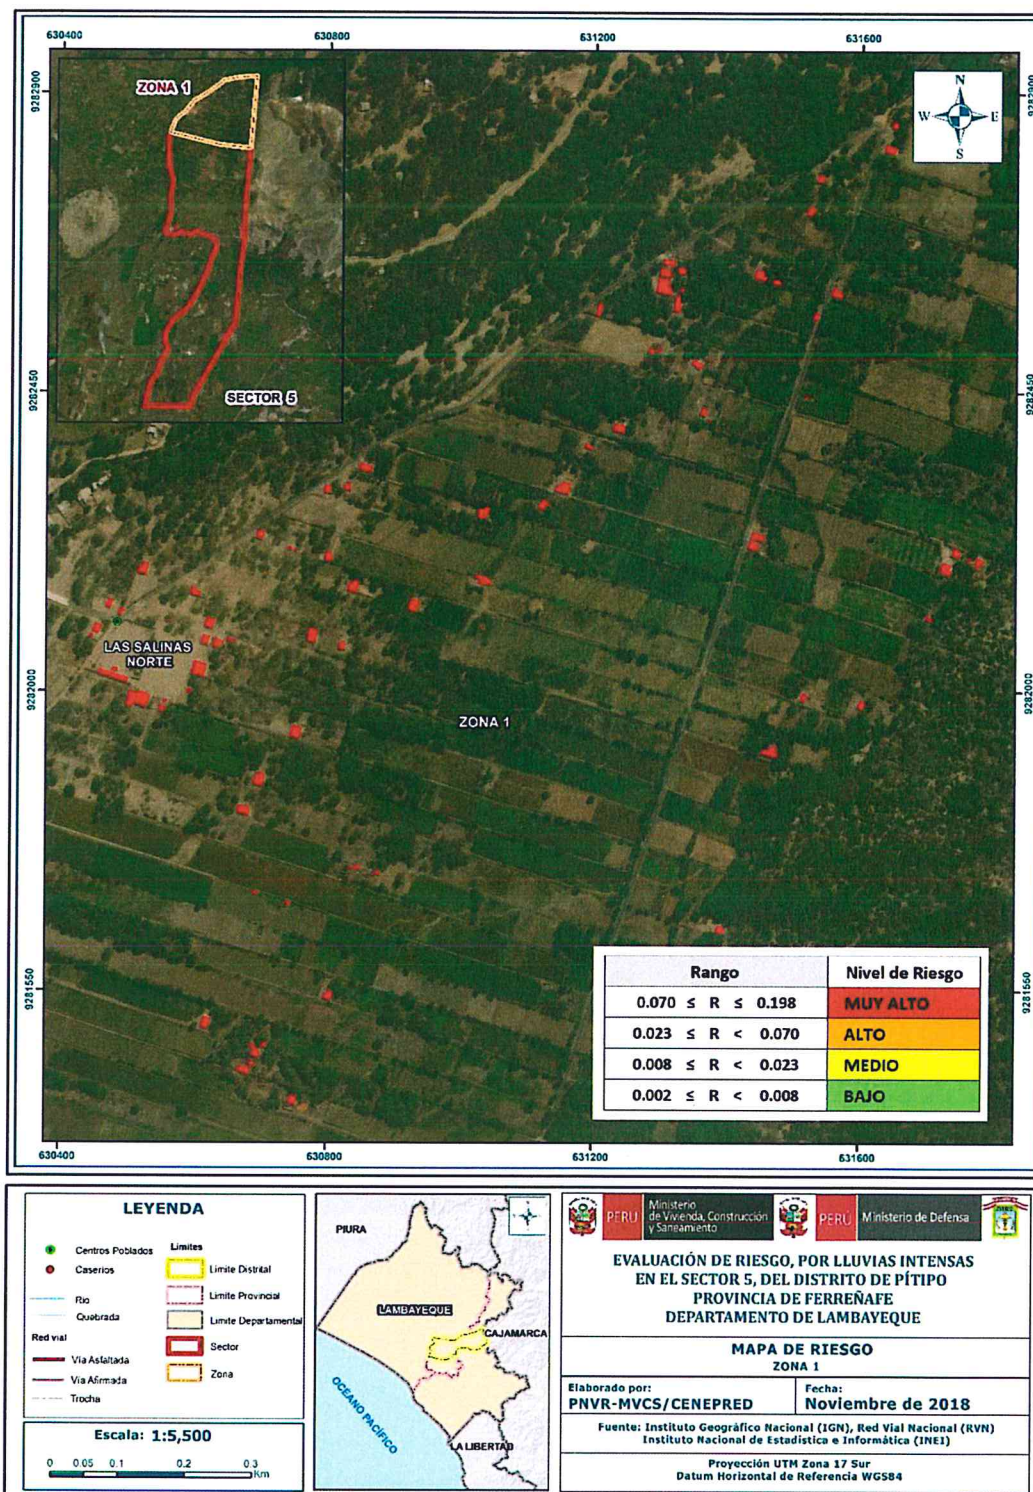 630400
630800
631200
631600
9282900
9282900
ZONA 1
N
W
E
S
9282450
9282450
SECTOR 5
LAS SALINAS
NORTE
9282000
9282000
ZONA 1
9281550
9281550
Rango
Nivel de Riesgo
0.070 ≤ R ≤ 0.198
MUY ALTO
0.023 ≤ R < 0.070
ALTO
0.008 ≤ R < 0.023
MEDIO
0.002 ≤ R < 0.008
BAJO
630400
630800
631200
631600
LEYENDA
Centros Poblados
Caserios
Rio
Quebrada
Red vial
Via Asfaltada
Via Afirmada
Trocha
Limites
Limite Distrital
Limite Provincial
Limite Departamental
Sector
Zona
Escala: 1:5,500
0 0.05 0.1 0.2 0.3
Km
PIURA
LAMBAYEQUE
CAJAMARCA
OCEANO PACÍFICO
LA LIBERTAD
PERÚ
Ministerio
de Vivienda, Construcción
y Saneamiento
PERÚ
Ministerio de Defensa
EVALUACIÓN DE RIESGO, POR LLUVIAS INTENSAS
EN EL SECTOR 5, DEL DISTRITO DE PÍTIPO
PROVINCIA DE FERREÑAFE
DEPARTAMENTO DE LAMBAYEQUE
MAPA DE RIESGO
ZONA 1
Elaborado por:
PNVR-MVCS/CENEPRED
Fecha:
Noviembre de 2018
Fuente: Instituto Geográfico Nacional (IGN), Red Vial Nacional (RVN)
Instituto Nacional de Estadística e Informática (INEI)
Proyección UTM Zona 17 Sur
Datum Horizontal de Referencia WGS84